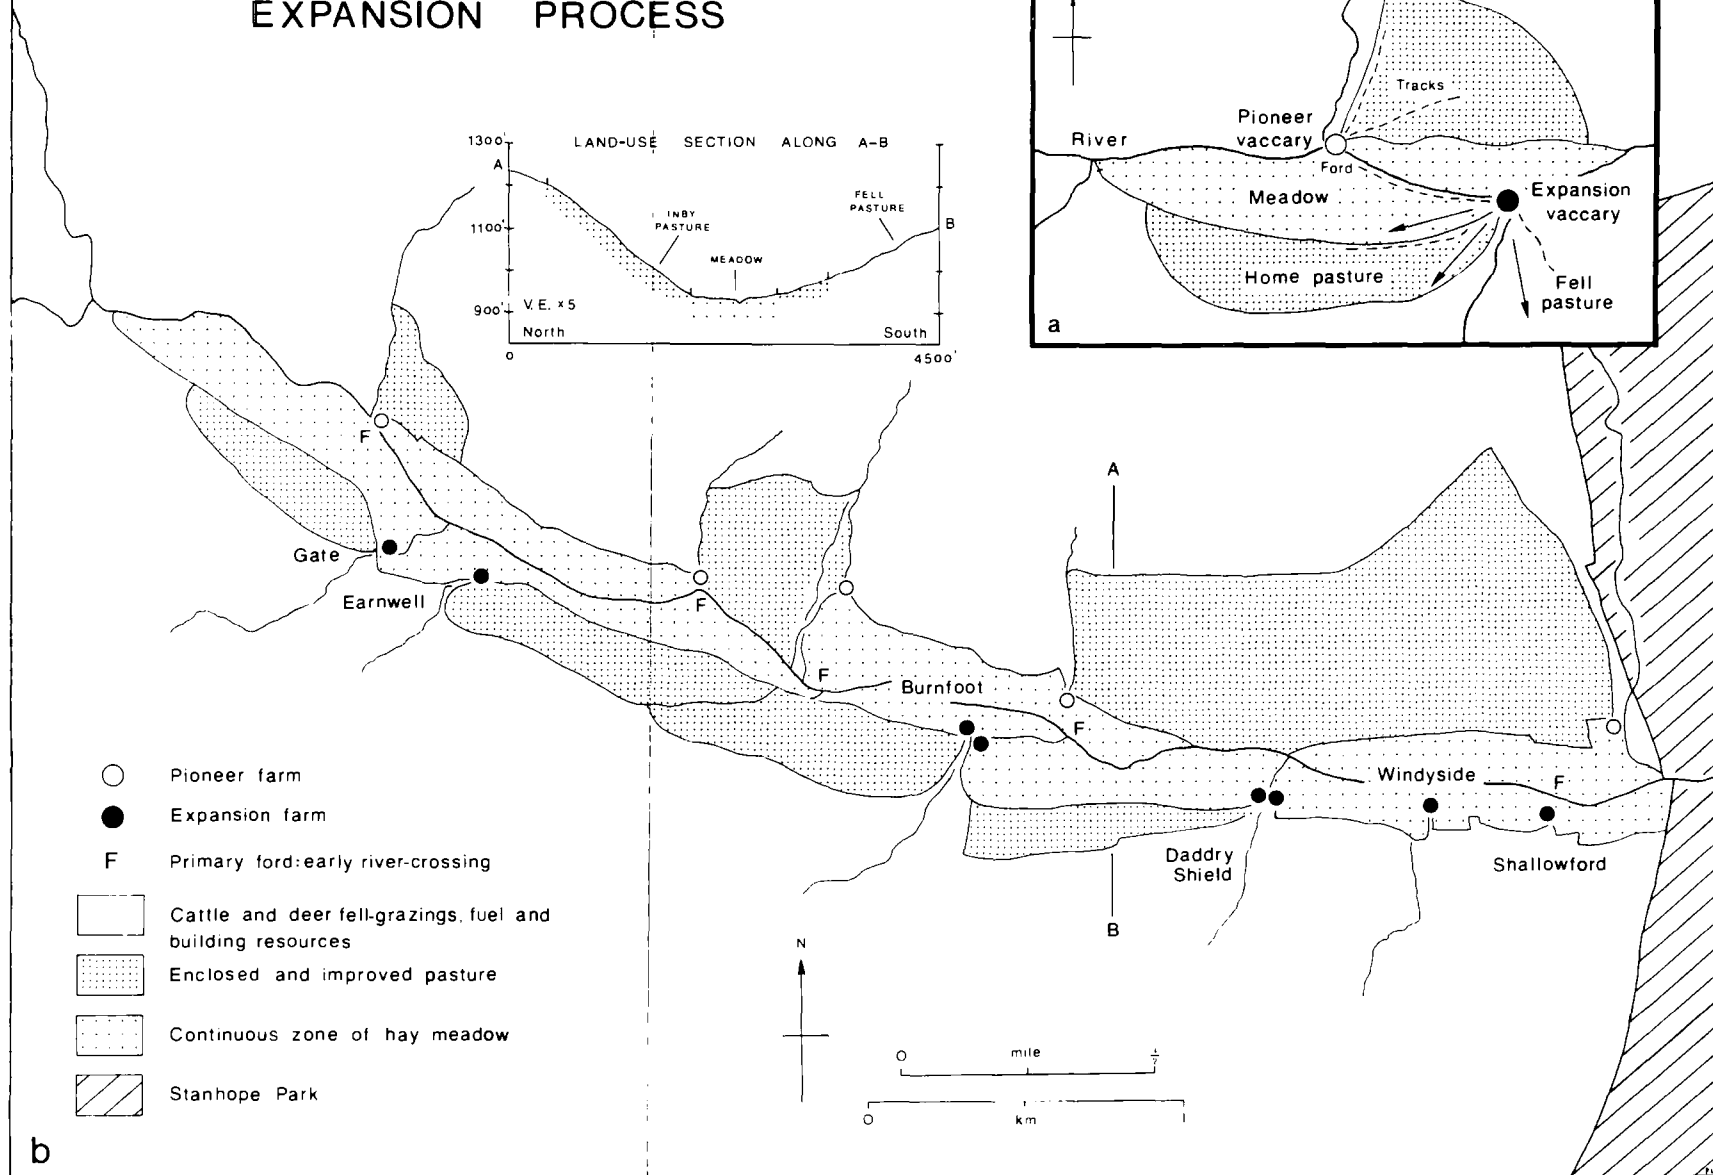 EXPANSION PROCESS
Tracks
Pioneer
vaccary
River
Ford
Meadow
Expansion
vaccary
Home pasture
Fell
pasture
a
LAND-USE SECTION ALONG A-B
1300'
A
1100'
900'
INBY
PASTURE
MEADOW
FELL
PASTURE
B
V.E. ×5
North
South
0
4500'
F
Gate
Earnwell
F
F
Burnfoot
A
F
Windyside
F
Daddry
Shield
Shallowford
B
Pioneer farm
Expansion farm
F Primary ford: early river-crossing
Cattle and deer fell-grazings, fuel and
building resources
Enclosed and improved pasture
Continuous zone of hay meadow
Stanhope Park
N
0 mile ½
0 km 1
b